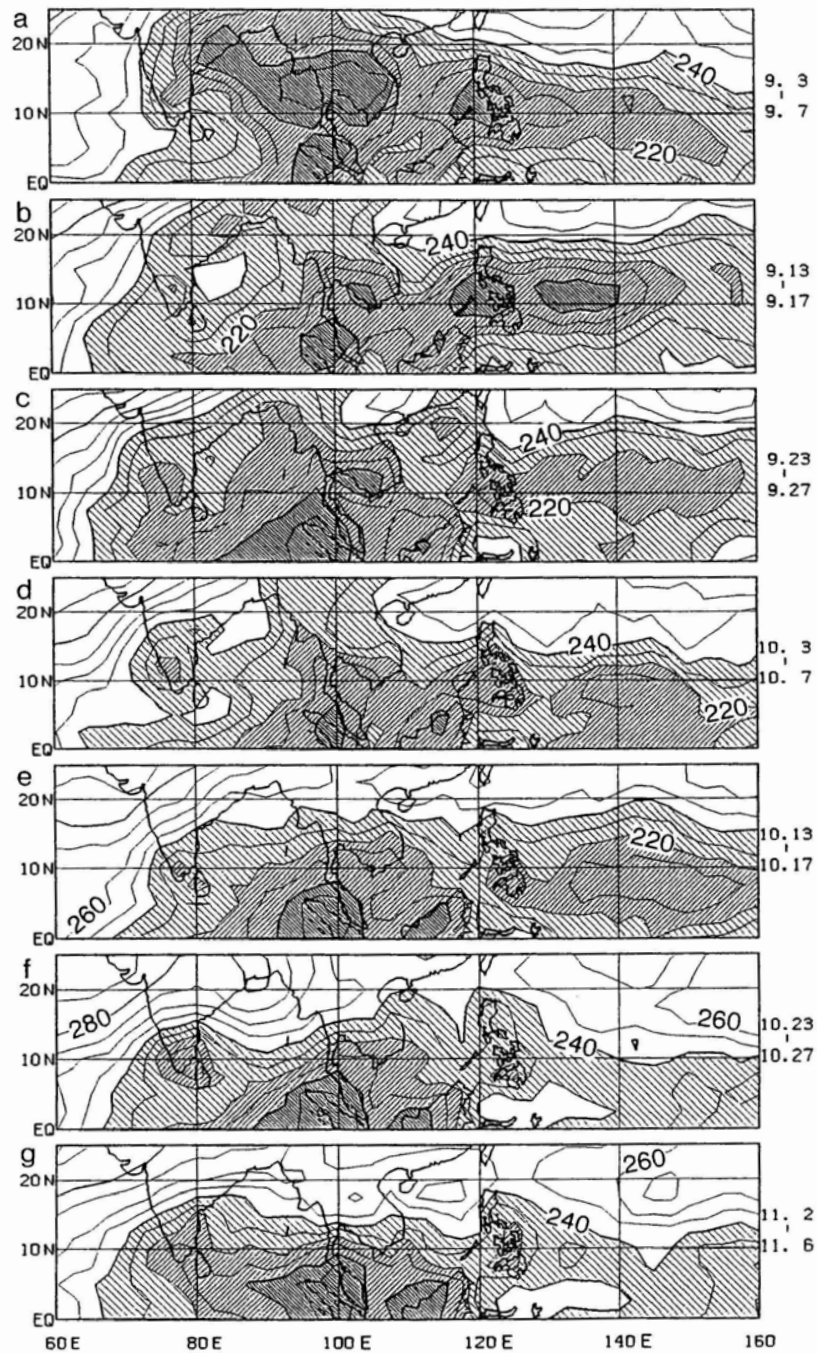 a
20N
10N
EQ
240
220
9. 3
9. 7
b
20N
10N
EQ
240
220
9.13
9.17
c
20N
10N
EQ
240
220
9.23
9.27
d
20N
10N
EQ
240
220
10. 3
10. 7
e
20N
10N
EQ
220
260
10.13
10.17
f
20N
10N
EQ
280
260
240
10.23
10.27
g
20N
10N
EQ
260
240
11. 2
11. 6
60E 80E 100E 120E 140E 160